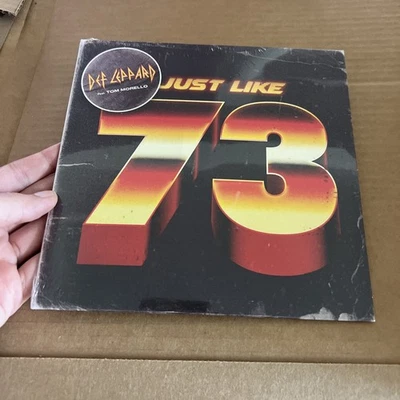 DEF LEPPARD
feat. TOM MORELLO
JUST LIKE
73